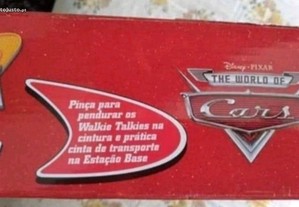 Pinça para
pendurar os
Walkie Talkies na
cintura e prática
cinta de transporte
na Estação Base
Disney · PIXAR
THE WORLD OF
Cars